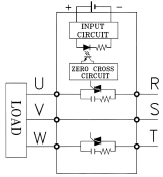 + -
INPUT
CIRCUIT
ZERO CROSS
CIRCUIT
U R
V S
W T
LOAD